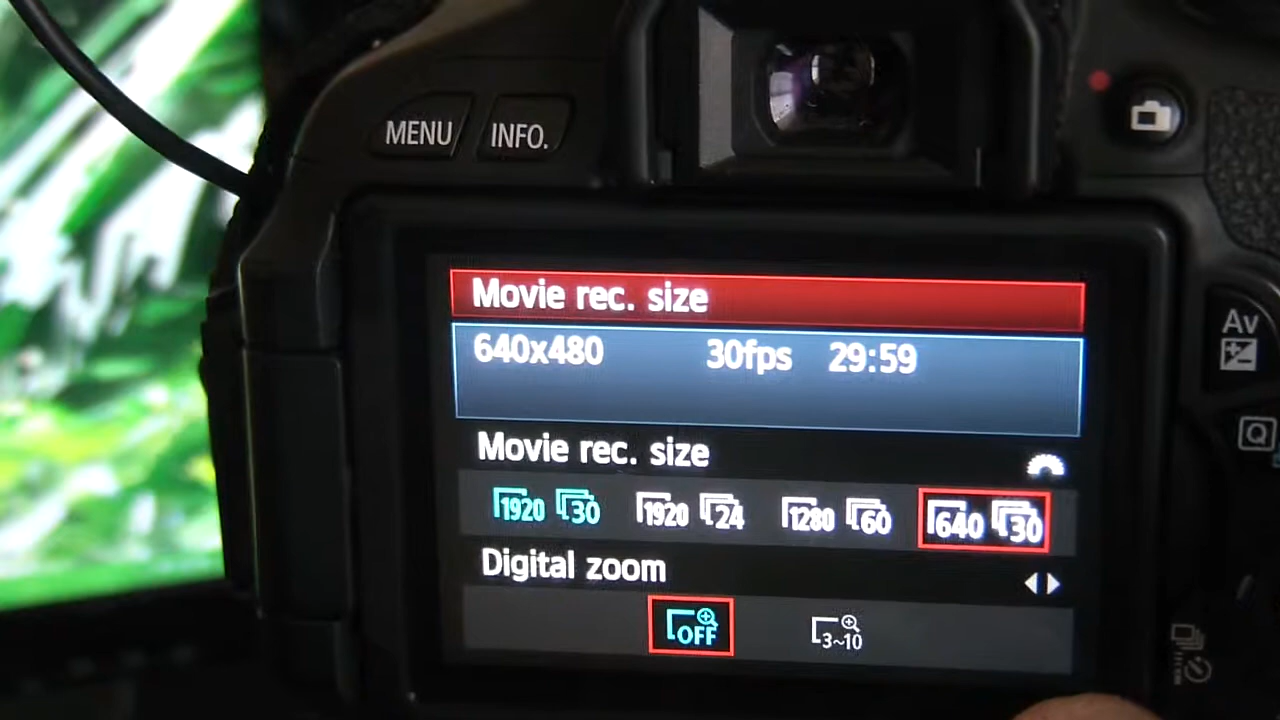 MENU INFO.
Movie rec. size
640x480 30fps 29:59
Movie rec. size
1920 30 1920 24 1280 60 640 30
Digital zoom
OFF 3~10
Av
Q